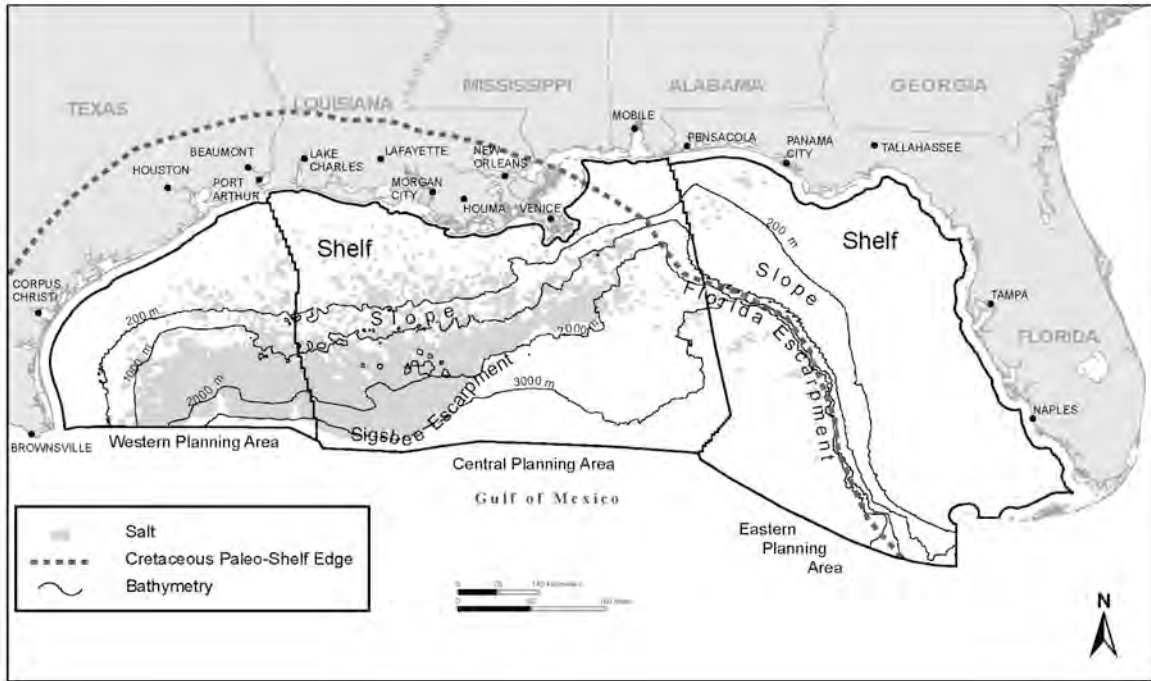 TEXAS
LOUISIANA
MISSISSIPPI
ALABAMA
GEORGIA
MOBILE
PENSACOLA
PANAMA
CITY
TALLAHASSEE
BEAUMONT
HOUSTON
PORT
ARTHUR
LAKE
CHARLES
LAFAYETTE
NEW
ORLEANS
MORGAN
CITY
HOUMA
VENICE
CORPUS
CHRISTI
Shelf
Shelf
200 m
200 m
Slope
Slope
Florida Escarpment
TAMPA
FLORIDA
1000 m
2000 m
2000 m
3000 m
Sigsbee Escarpment
NAPLES
BROWNSVILLE
Western Planning Area
Central Planning Area
Gulf of Mexico
Eastern
Planning
Area
Salt
Cretaceous Paleo-Shelf Edge
Bathymetry
N